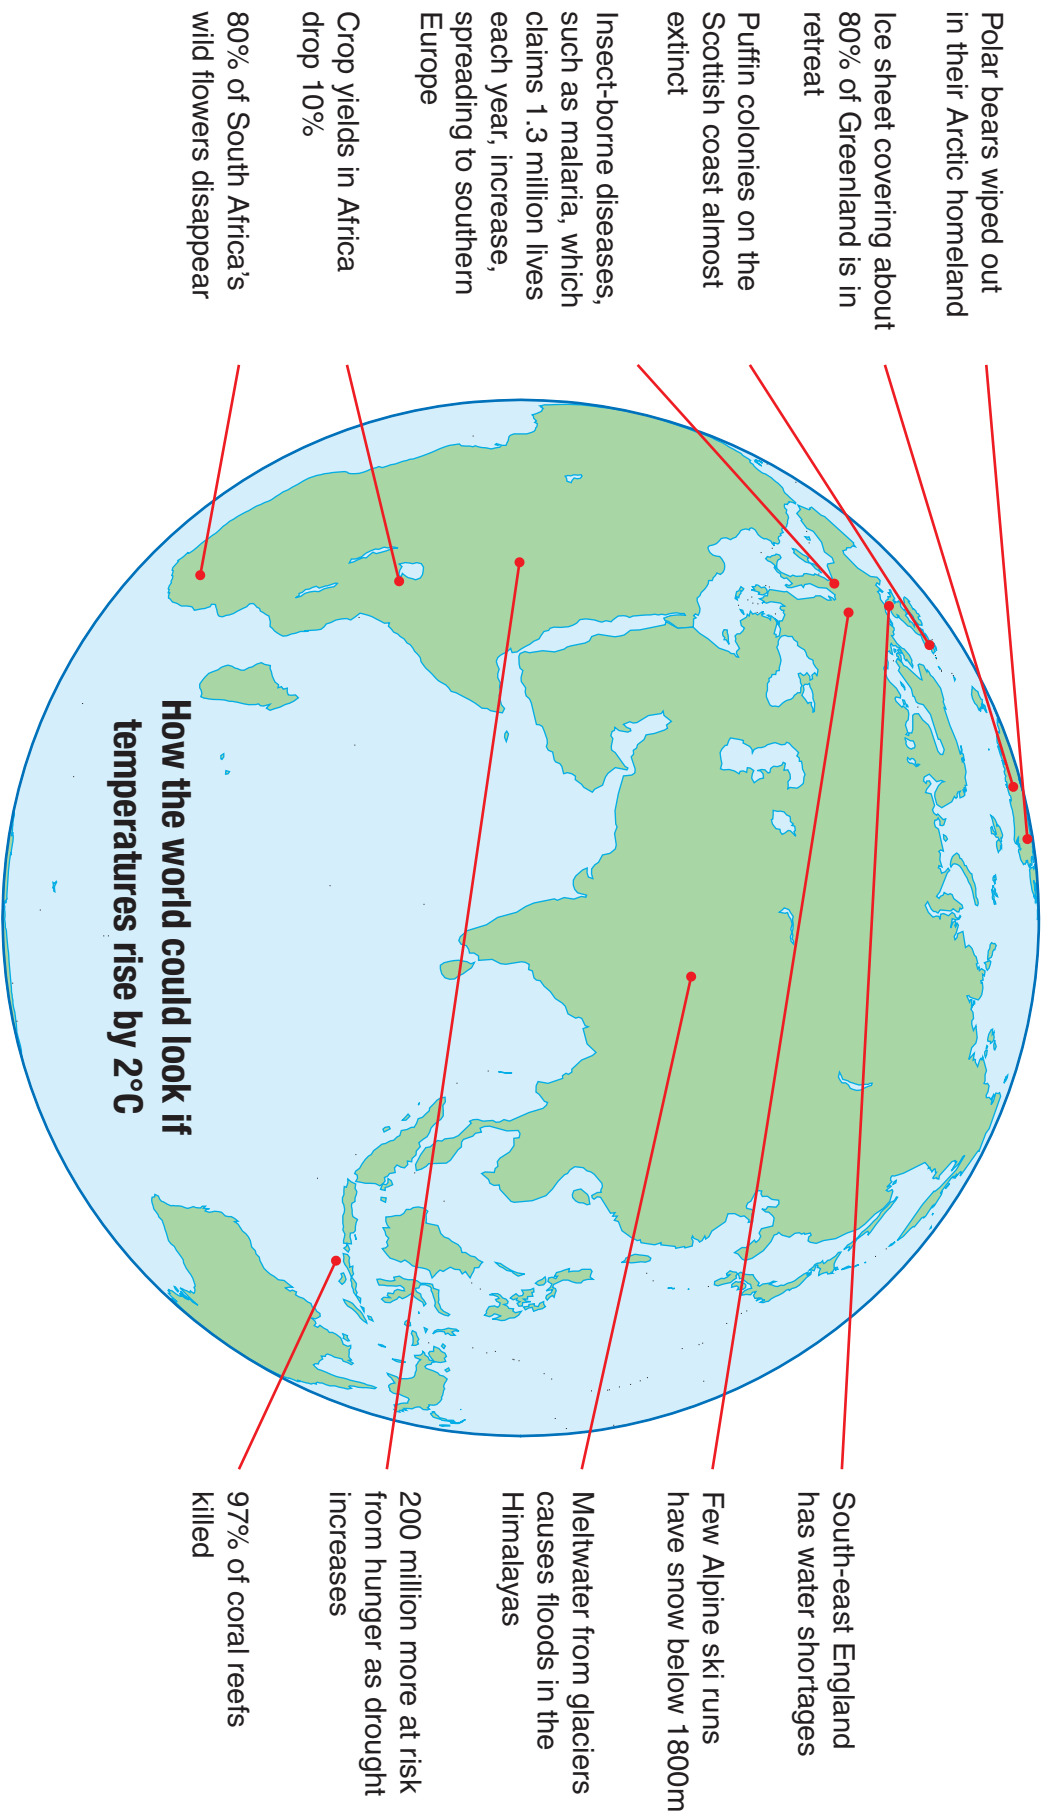 Polar bears wiped out
in their Arctic homeland
Ice sheet covering about
80% of Greenland is in
retreat
Puffin colonies on the
Scottish coast almost
extinct
Insect-borne diseases,
such as malaria, which
claims 1.3 million lives
each year, increase,
spreading to southern
Europe
Crop yields in Africa
drop 10%
80% of South Africa's
wild flowers disappear
How the world could look if
temperatures rise by 2°C
South-east England
has water shortages
Few Alpine ski runs
have snow below 1800m
Meltwater from glaciers
causes floods in the
Himalayas
200 million more at risk
from hunger as drought
increases
97% of coral reefs
killed